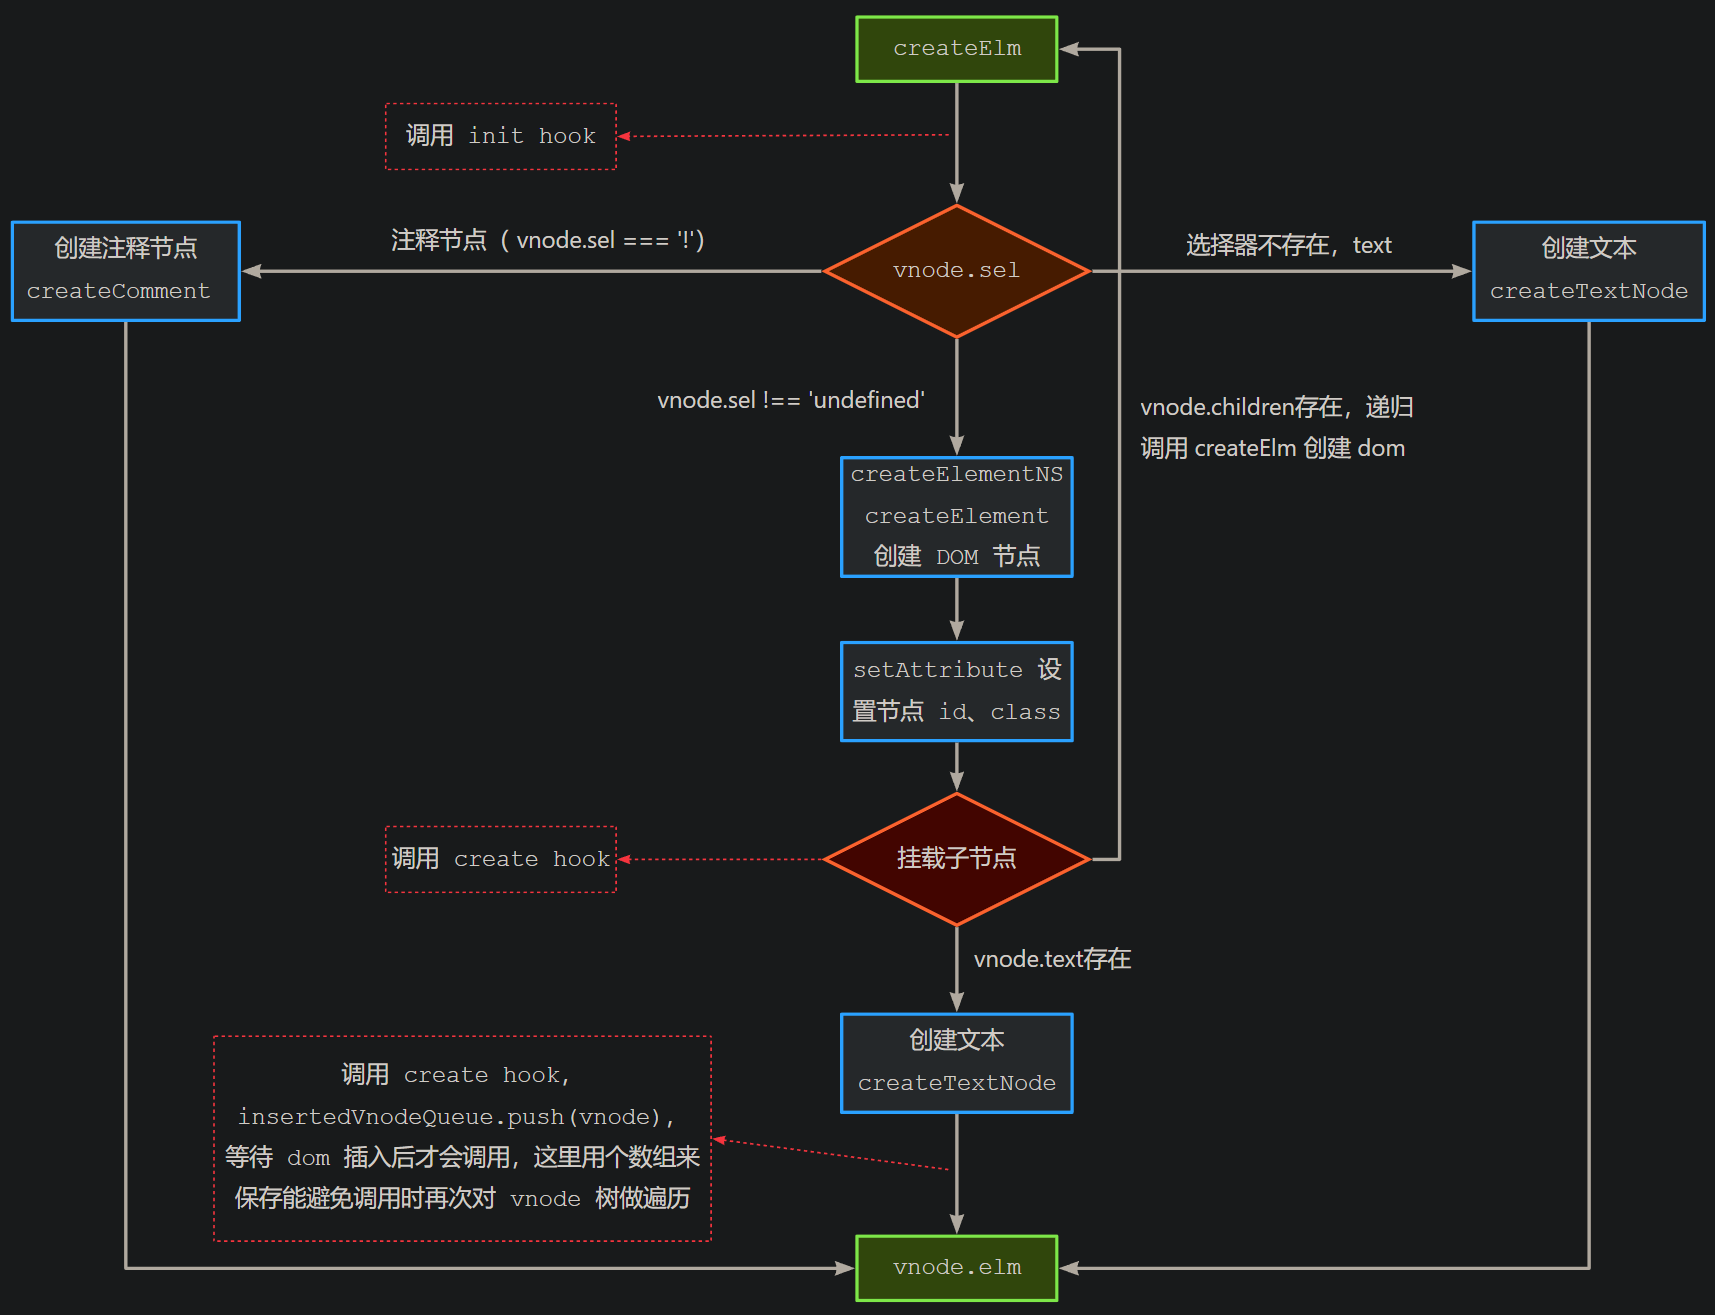 createElm
调用 init hook
注释节点（ vnode.sel === '!'）
创建注释节点
createComment
vnode.sel
选择器不存在，text
创建文本
createTextNode
vnode.sel !== 'undefined'
vnode.children存在，递归
调用 createElm 创建 dom
createElementNS
createElement
创建 DOM 节点
setAttribute 设
置节点 id、class
调用 create hook
挂载子节点
vnode.text存在
创建文本
createTextNode
调用 create hook,
insertedVnodeQueue.push(vnode),
等待 dom 插入后才会调用，这里用个数组来
保存能避免调用时再次对 vnode 树做遍历
vnode.elm